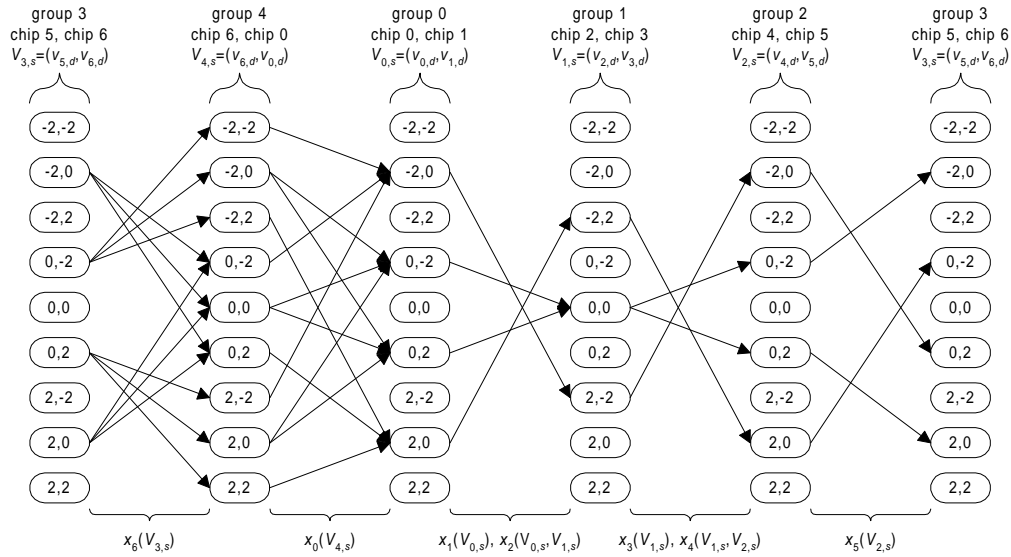 group 3 group 4 group 0 group 1 group 2 group 3
chip 5, chip 6 chip 6, chip 0 chip 0, chip 1 chip 2, chip 3 chip 4, chip 5 chip 5, chip 6
V3,s=(v5,d,v6,d) V4,s=(v6,d,v0,d) V0,s=(v0,d,v1,d) V1,s=(v2,d,v3,d) V2,s=(v4,d,v5,d) V3,s=(v5,d,v6,d)
-2,-2 -2,-2 -2,-2 -2,-2 -2,-2 -2,-2
-2,0 -2,0 -2,0 -2,0 -2,0 -2,0
-2,2 -2,2 -2,2 -2,2 -2,2 -2,2
0,-2 0,-2 0,-2 0,-2 0,-2 0,-2
0,0 0,0 0,0 0,0 0,0 0,0
0,2 0,2 0,2 0,2 0,2 0,2
2,-2 2,-2 2,-2 2,-2 2,-2 2,-2
2,0 2,0 2,0 2,0 2,0 2,0
2,2 2,2 2,2 2,2 2,2 2,2
x6(V3,s) x0(V4,s) x1(V0,s), x2(V0,s,V1,s) x3(V1,s), x4(V1,s,V2,s) x5(V2,s)